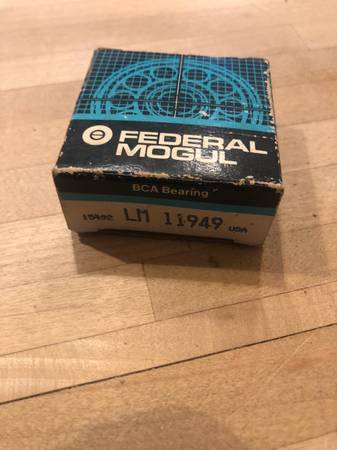 FEDERAL
MOGUL
BCA Bearing
LM 11949 USA